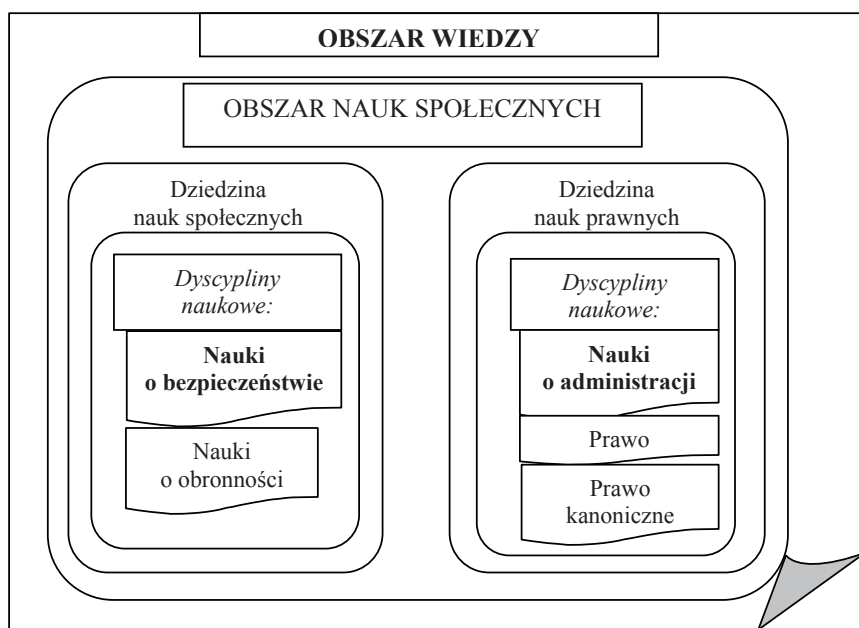 OBSZAR WIEDZY
OBSZAR NAUK SPOŁECZNYCH
Dziedzina
nauk społecznych
Dyscypliny
naukowe:
Nauki
o bezpieczeństwie
Nauki
o obronności
Dziedzina
nauk prawnych
Dyscypliny
naukowe:
Nauki
o administracji
Prawo
Prawo
kanoniczne